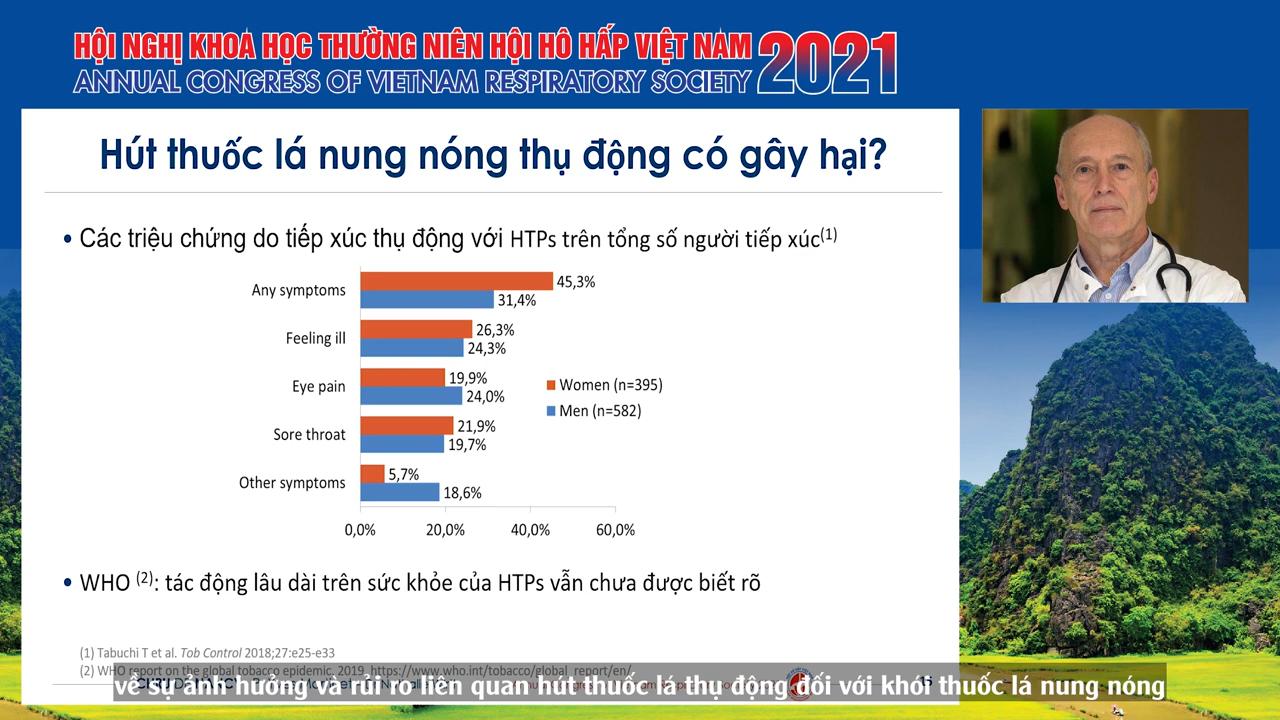 HỘI NGHỊ KHOA HỌC THƯỜNG NIÊN HỘI HÔ HẤP VIỆT NAM
ANNUAL CONGRESS OF VIETNAM RESPIRATORY SOCIETY
2021
Hút thuốc lá nung nóng thụ động có gây hại?
• Các triệu chứng do tiếp xúc thụ động với HTPs trên tổng số người tiếp xúc(1)
Any symptoms
45,3%
31,4%
Feeling ill
26,3%
24,3%
Eye pain
19,9%
24,0%
Sore throat
21,9%
19,7%
Other symptoms
5,7%
18,6%
Women (n=395)
Men (n=582)
0,0% 20,0% 40,0% 60,0%
• WHO (2): tác động lâu dài trên sức khỏe của HTPs vẫn chưa được biết rõ
(1) Tabuchi T et al. Tob Control 2018;27:e25-e33
(2) WHO report on the global tobacco epidemic, 2019. https://www.who.int/tobacco/global_report/en/
về sự ảnh hưởng và rủi ro liên quan hút thuốc lá thụ động đối với khói thuốc lá nung nóng